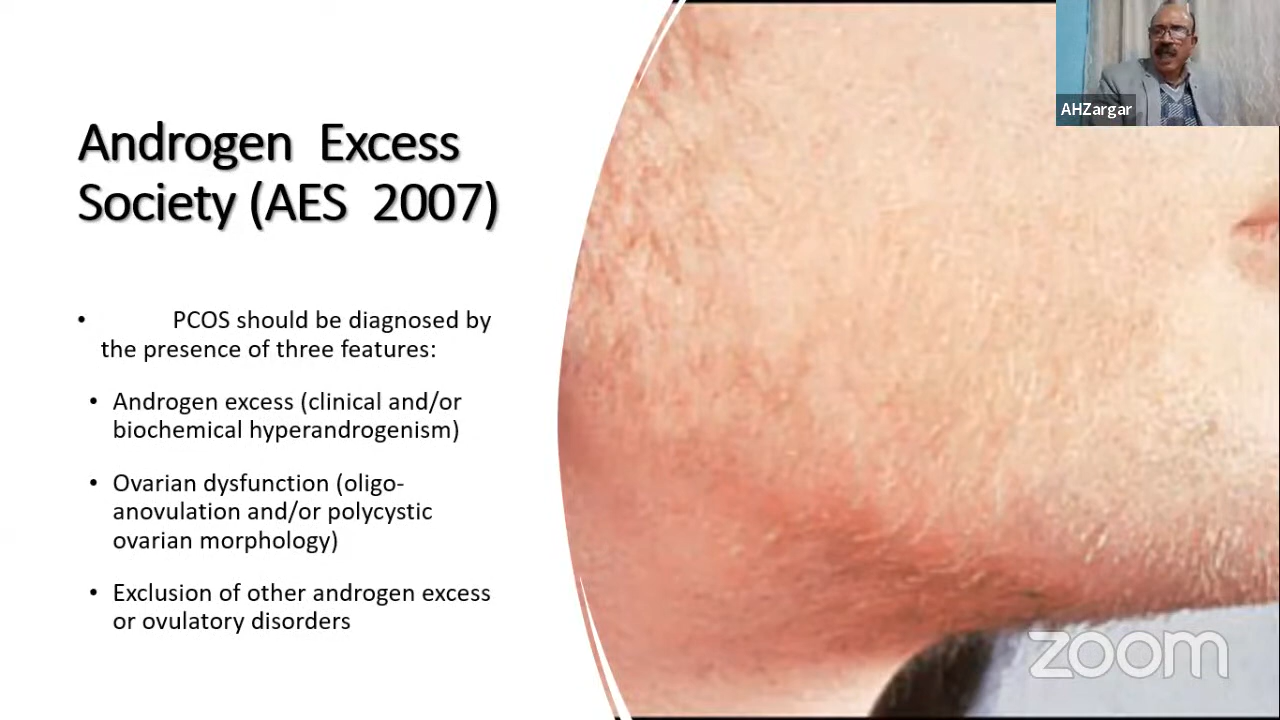 Androgen Excess
Society (AES 2007)
• PCOS should be diagnosed by
the presence of three features:
• Androgen excess (clinical and/or
biochemical hyperandrogenism)
• Ovarian dysfunction (oligo-
anovulation and/or polycystic
ovarian morphology)
• Exclusion of other androgen excess
or ovulatory disorders
AHZargar
zoom